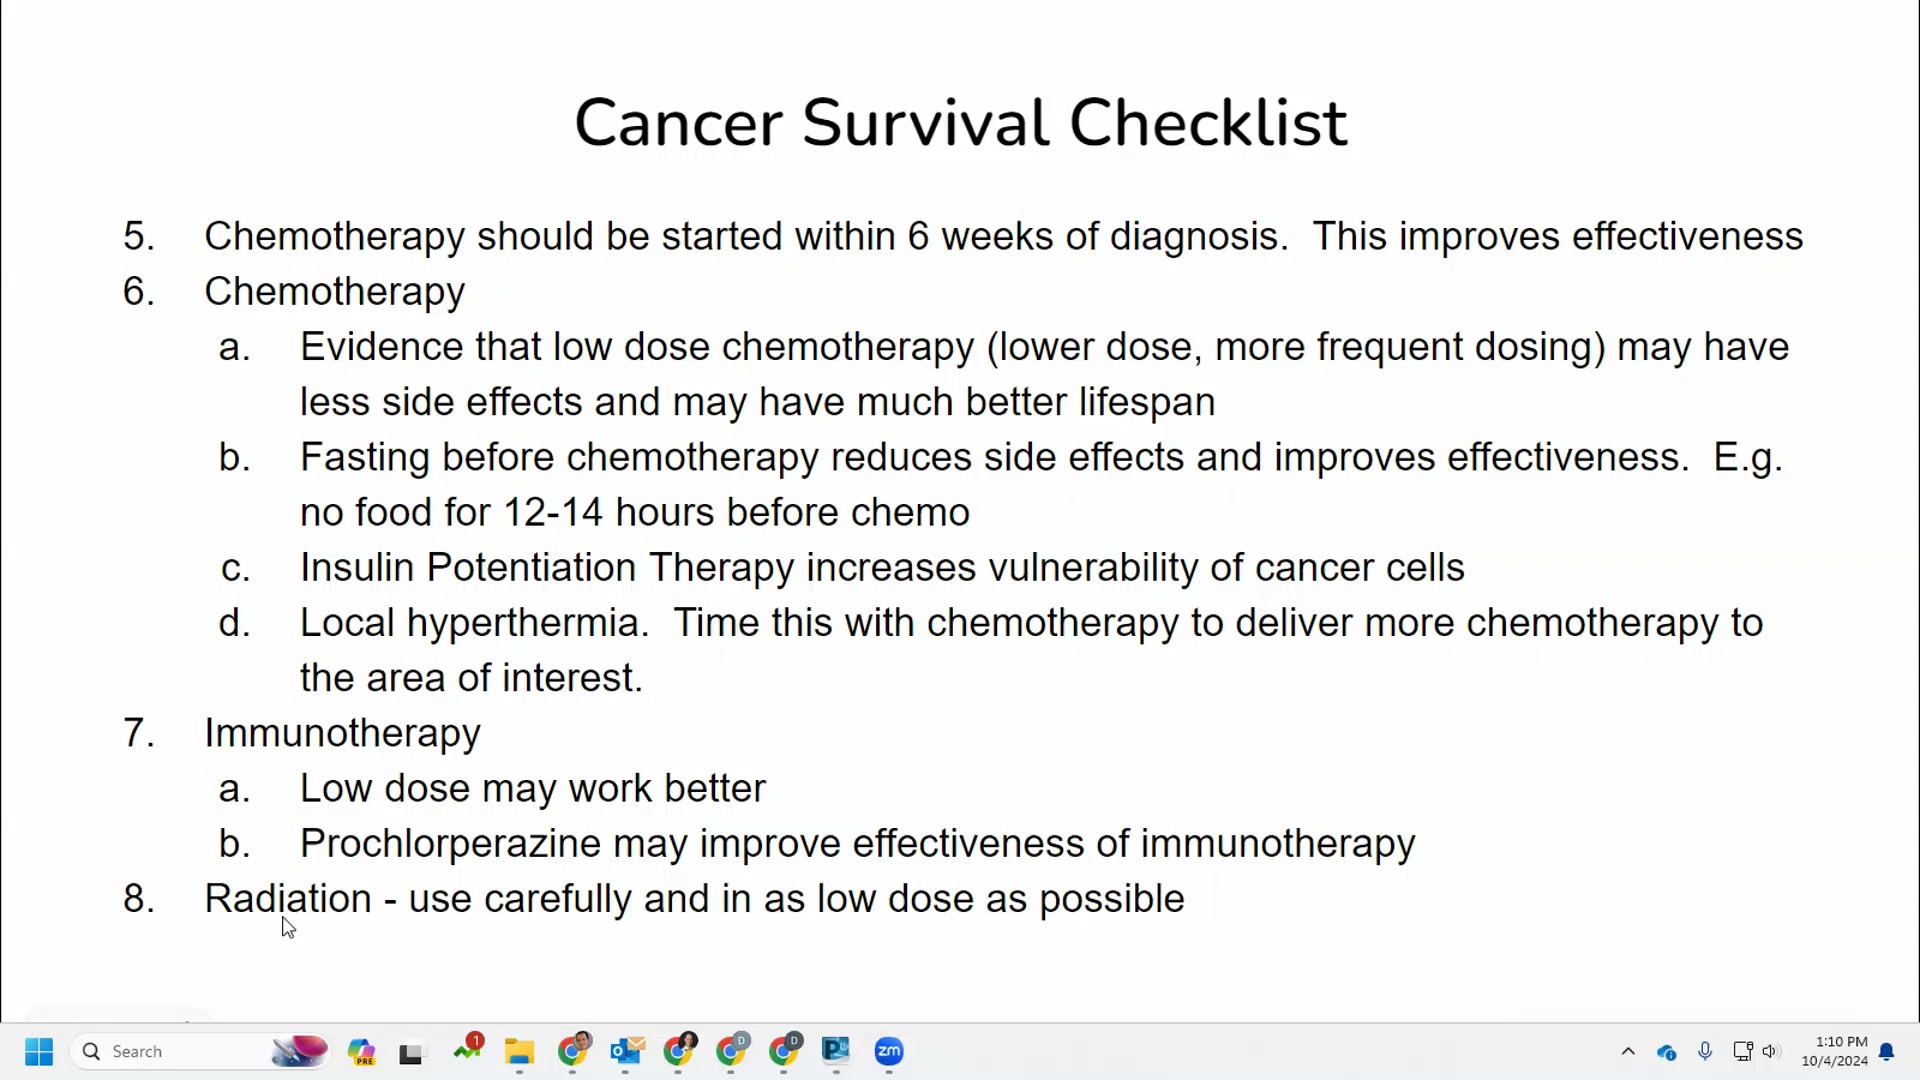 Cancer Survival Checklist
5. Chemotherapy should be started within 6 weeks of diagnosis.  This improves effectiveness
6. Chemotherapy
a. Evidence that low dose chemotherapy (lower dose, more frequent dosing) may have
less side effects and may have much better lifespan
b. Fasting before chemotherapy reduces side effects and improves effectiveness.  E.g.
no food for 12-14 hours before chemo
c. Insulin Potentiation Therapy increases vulnerability of cancer cells
d. Local hyperthermia.  Time this with chemotherapy to deliver more chemotherapy to
the area of interest.
7. Immunotherapy
a. Low dose may work better
b. Prochlorperazine may improve effectiveness of immunotherapy
8. Radiation - use carefully and in as low dose as possible
Search
PRE
1
D
D
zm
1:10 PM
10/4/2024